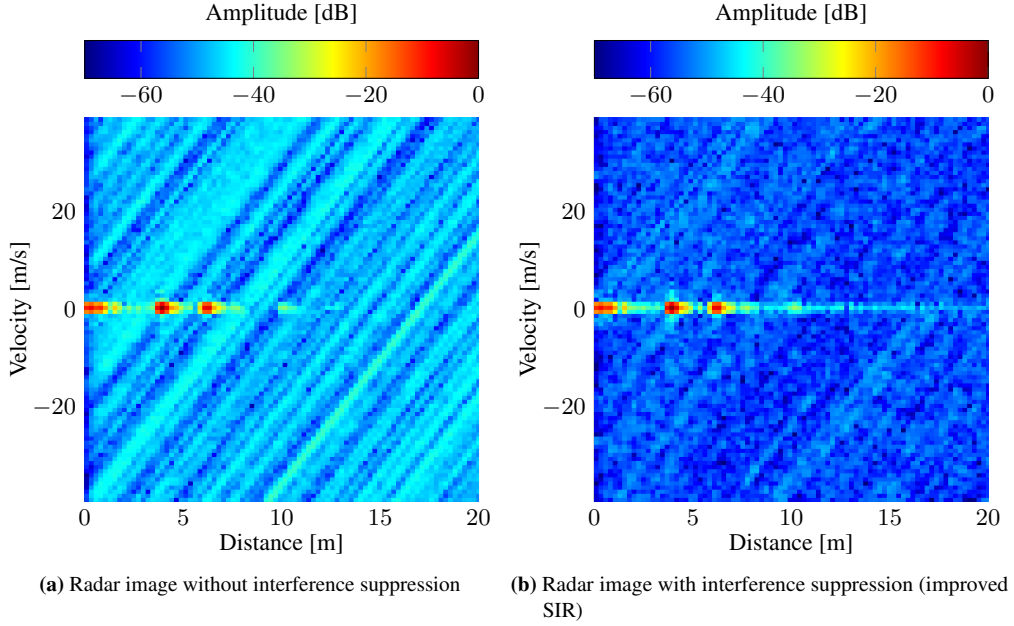 Amplitude [dB]
−60 −40 −20 0
20
0
−20
Velocity [m/s]
0 5 10 15 20
Distance [m]
(a) Radar image without interference suppression
Amplitude [dB]
−60 −40 −20 0
20
0
−20
Velocity [m/s]
0 5 10 15 20
Distance [m]
(b) Radar image with interference suppression (improved
SIR)